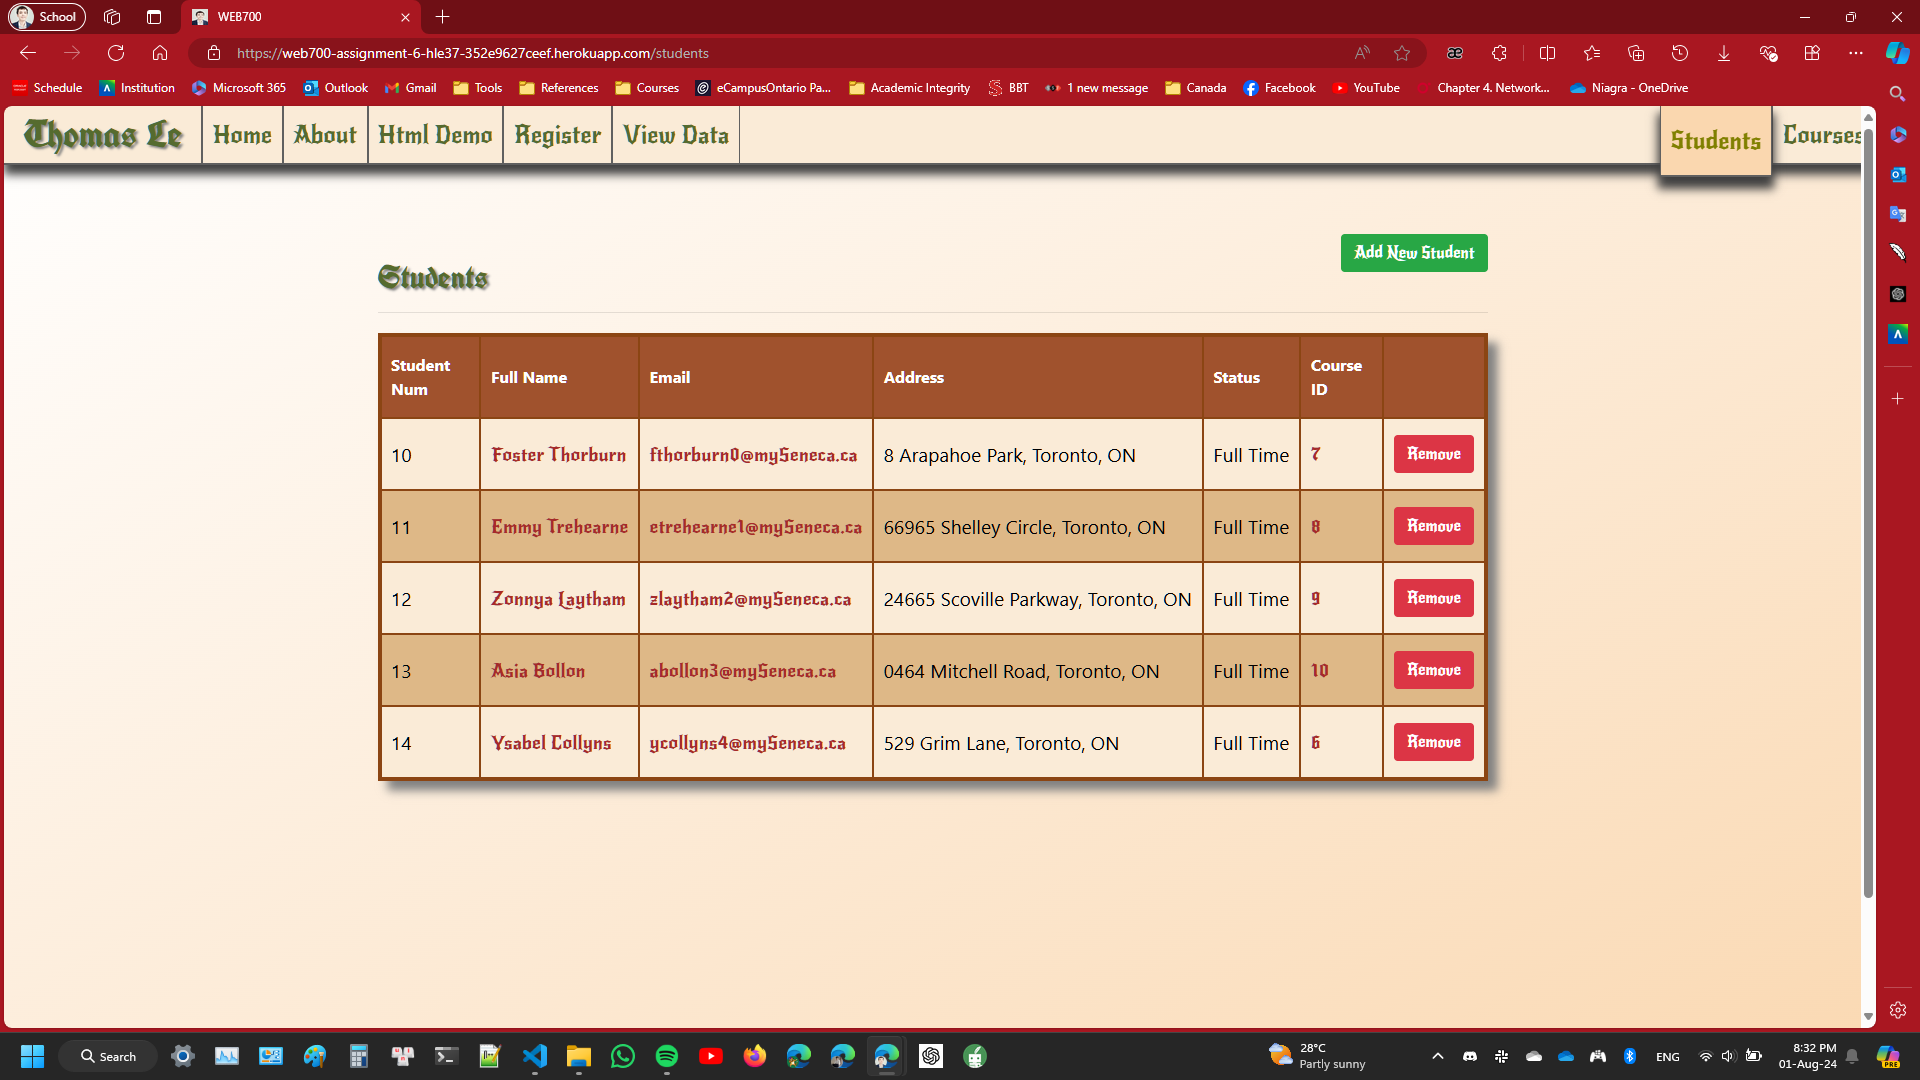 School
WEB700
https://web700-assignment-6-hle37-352e9627ceef.herokuapp.com/students
Schedule
Institution
Microsoft 365
Outlook
Gmail
Tools
References
Courses
eCampusOntario Pa...
Academic Integrity
BBT
1 new message
Canada
Facebook
YouTube
Chapter 4. Network...
Niagra - OneDrive
Thomas Le
Home
About
Html Demo
Register
View Data
Students
Courses
Students
Add New Student
Student Num Full Name Email Address Status Course ID
10 Foster Thorburn fthorburn0@mySeneca.ca 8 Arapahoe Park, Toronto, ON Full Time 7 Remove
11 Emmy Trehearne etrehearne1@mySeneca.ca 66965 Shelley Circle, Toronto, ON Full Time 8 Remove
12 Zonnya Laytham zlaytham2@mySeneca.ca 24665 Scoville Parkway, Toronto, ON Full Time 9 Remove
13 Asia Bollon abollon3@mySeneca.ca 0464 Mitchell Road, Toronto, ON Full Time 10 Remove
14 Ysabel Collyns ycollyns4@mySeneca.ca 529 Grim Lane, Toronto, ON Full Time 6 Remove
Search
28°C
Partly sunny
ENG
8:32 PM
01-Aug-24
PRE